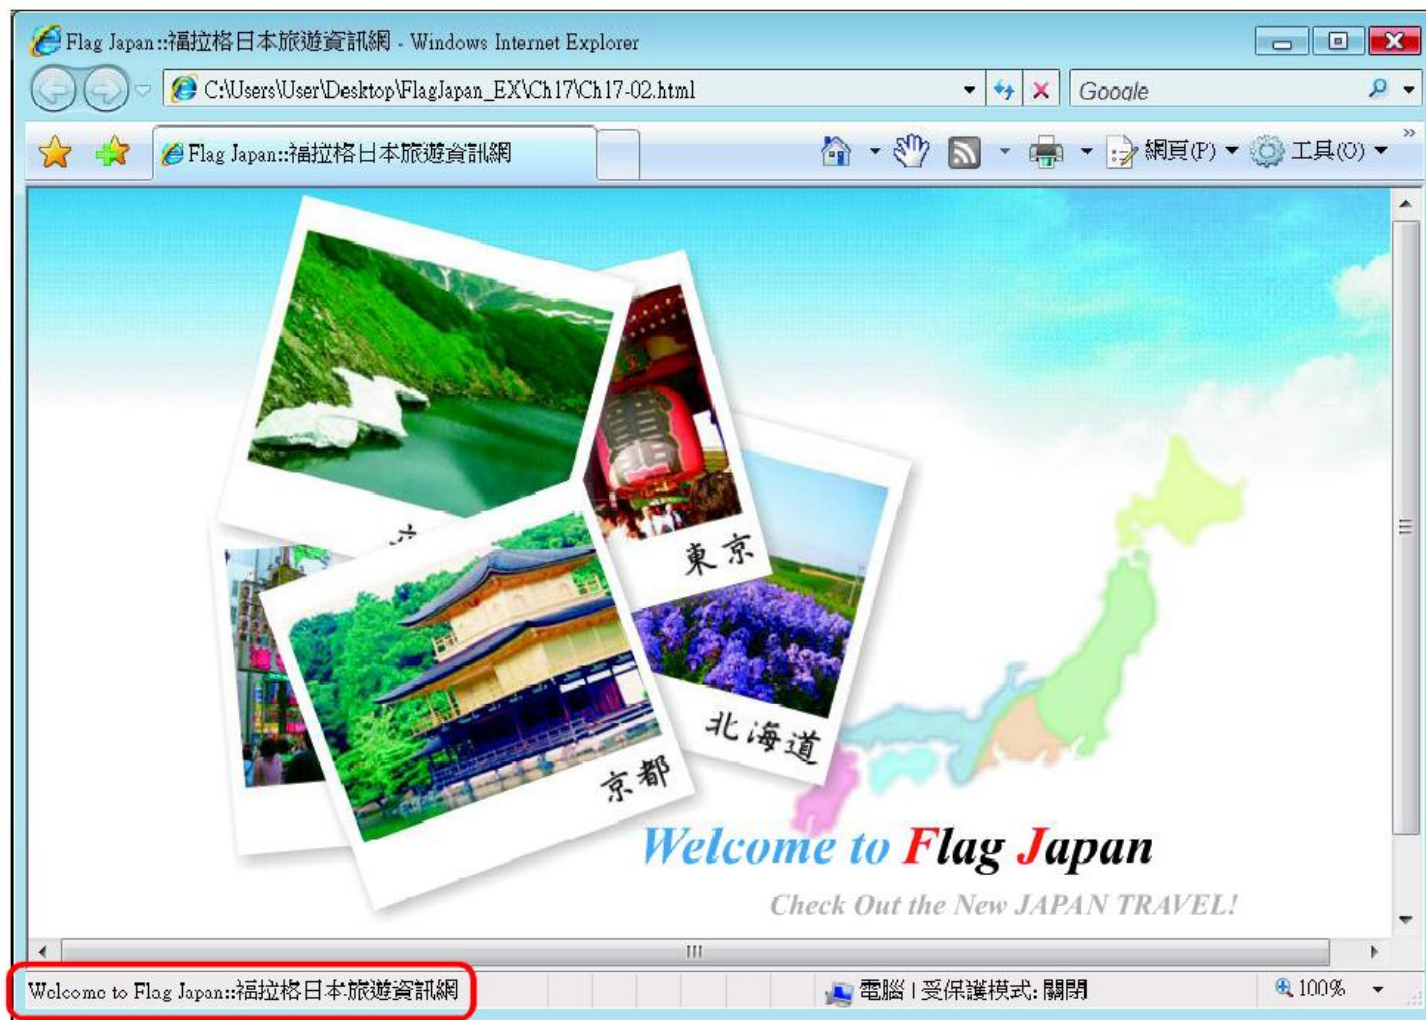 Flag Japan::福拉格日本旅遊資訊網 - Windows Internet Explorer
C:\Users\User\Desktop\FlagJapan_EX\Ch17\Ch17-02.html
Google
Flag Japan::福拉格日本旅遊資訊網
網頁(P)
工具(O)
東京
北海道
京都
Welcome to Flag Japan
Check Out the New JAPAN TRAVEL!
Welcome to Flag Japan::福拉格日本旅遊資訊網
電腦 | 受保護模式: 關閉
100%